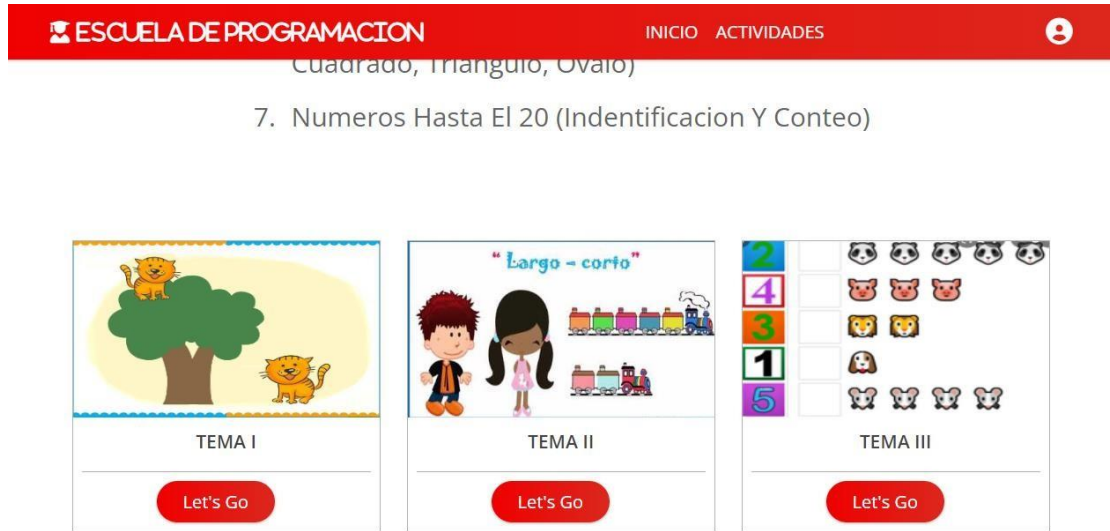 ESCUELA DE PROGRAMACION
INICIO ACTIVIDADES
Cuadrado, Triangulo, Ovalo)
7. Numeros Hasta El 20 (Indentificacion Y Conteo)
“ Largo - corto”
2
4
3
1
5
TEMA I
TEMA II
TEMA III
Let's Go
Let's Go
Let's Go